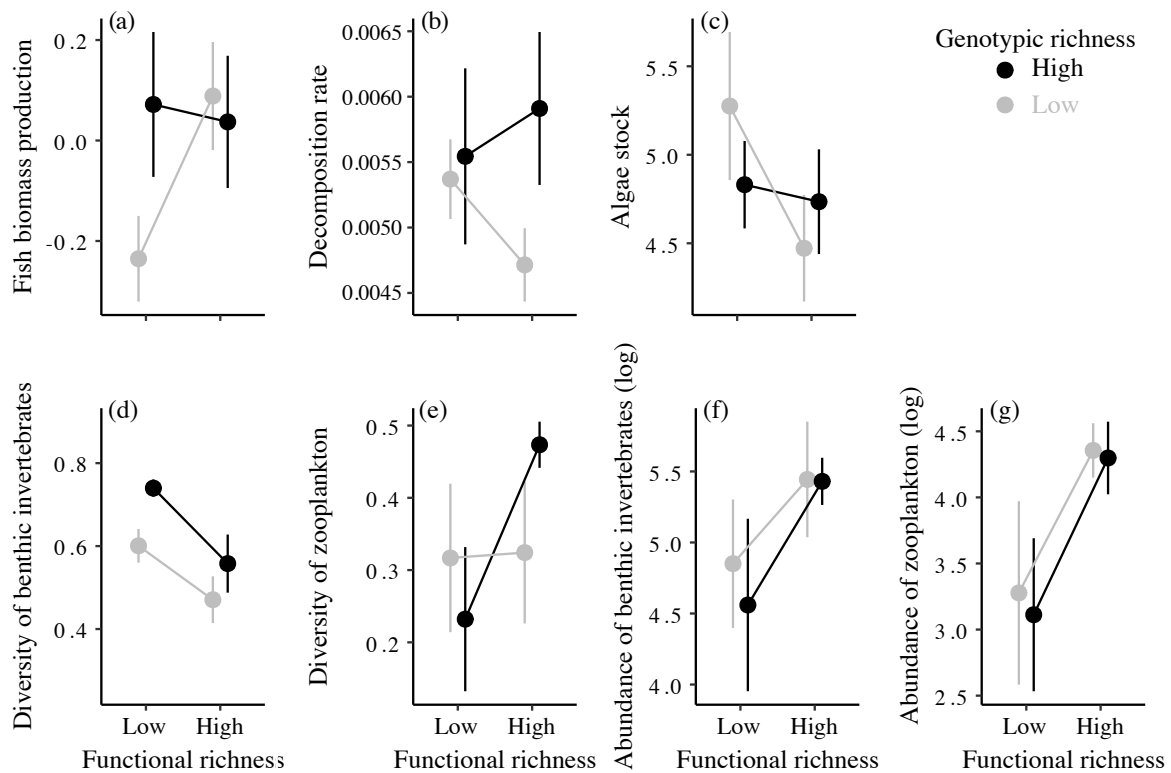 (a)
Fish biomass production
0.2
0.0
-0.2
(b)
Decomposition rate
0.0065
0.0060
0.0055
0.0050
0.0045
(c)
Algae stock
5.5
5.0
4.5
Genotypic richness
High
Low
(d)
Diversity of benthic invertebrates
0.8
0.6
0.4
Low High
Functional richness
(e)
Diversity of zooplankton
0.5
0.4
0.3
0.2
Low High
Functional richness
(f)
Abundance of benthic invertebrates (log)
5.5
5.0
4.5
4.0
Low High
Functional richness
(g)
Abundance of zooplankton (log)
4.5
4.0
3.5
3.0
2.5
Low High
Functional richness